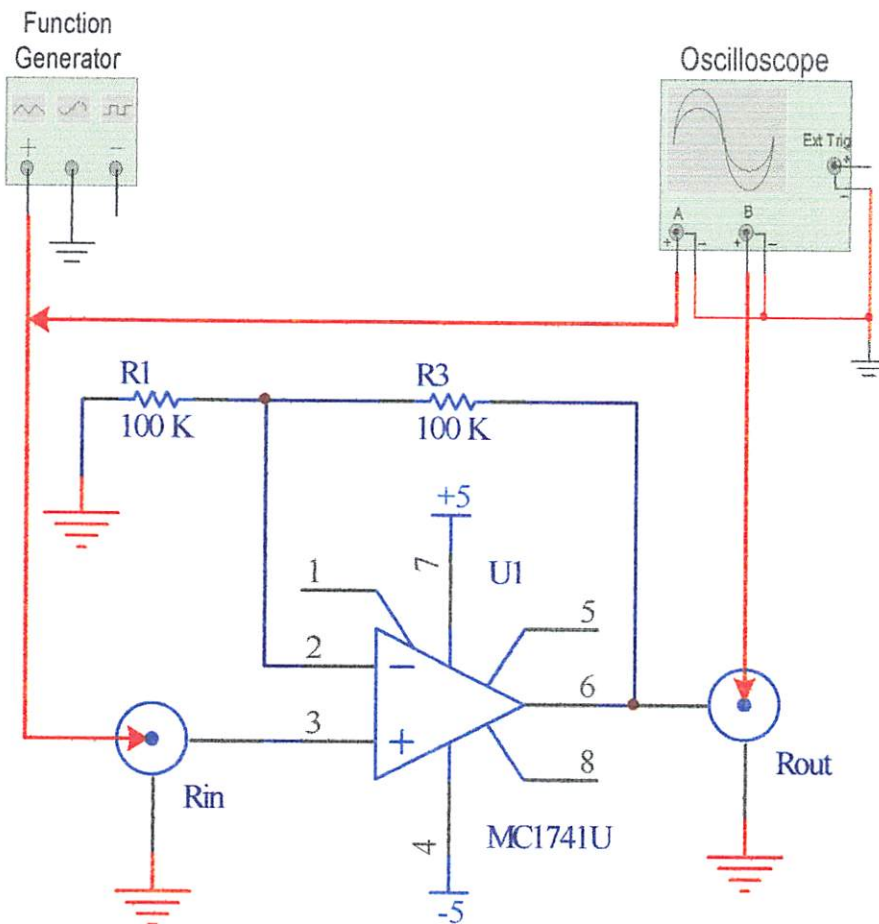 Function
Generator
Oscilloscope
+ −
Ext Trig
+
−
A B
+ − + −
R1
100 K
R3
100 K
+5
7
U1
1
5
2
−
6
3
+
8
Rin
Rout
4
MC1741U
-5